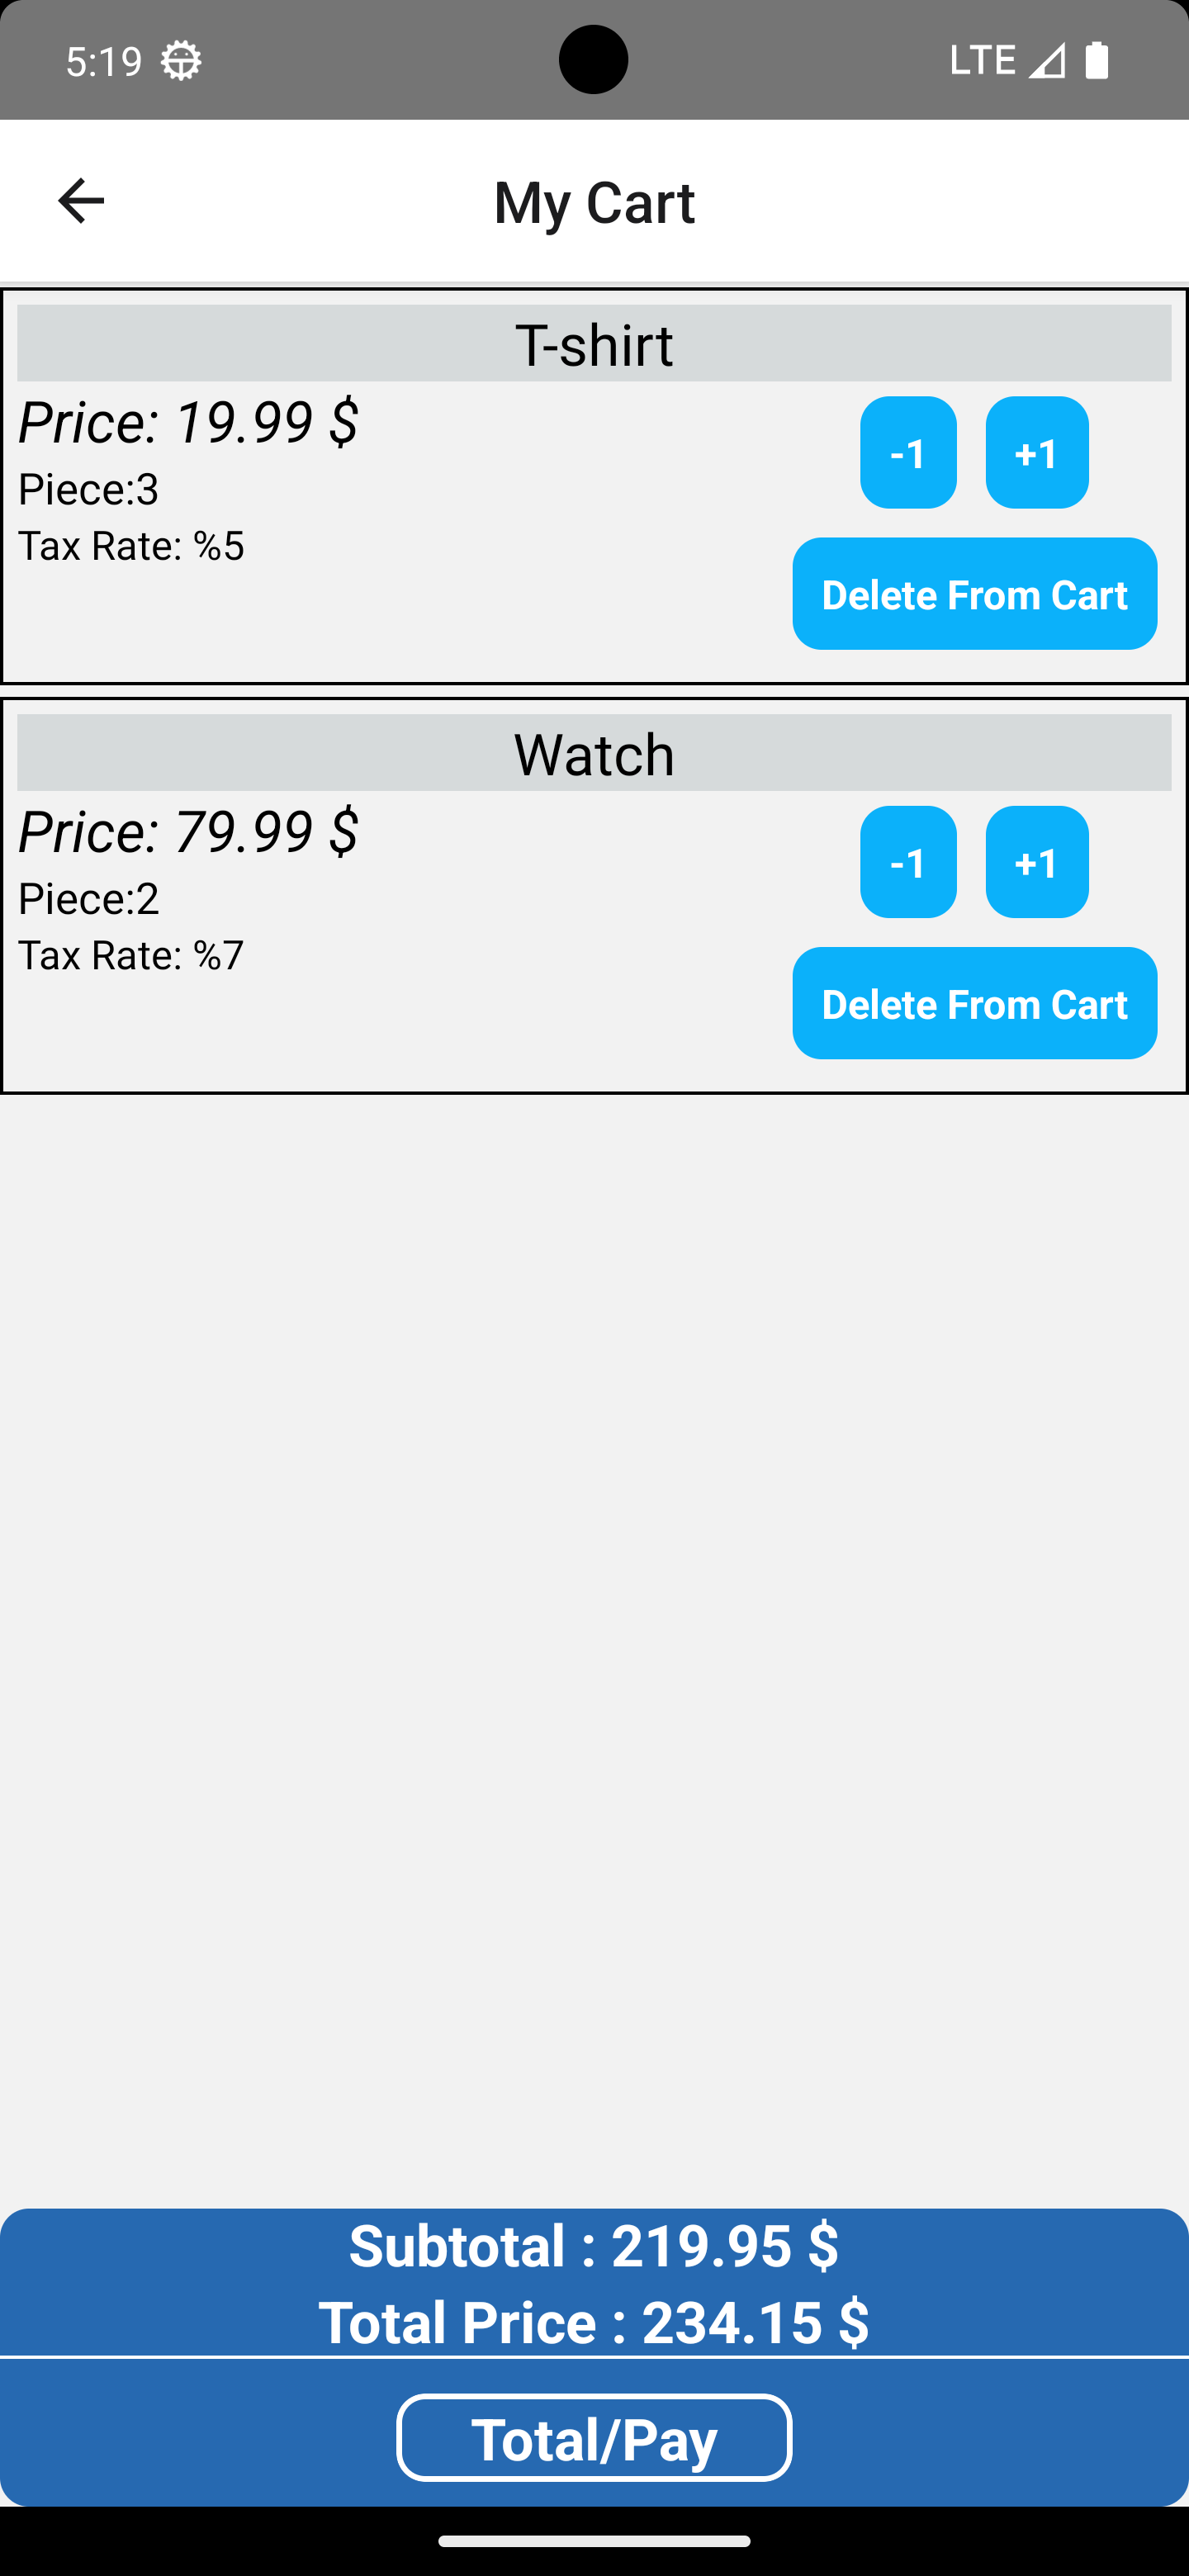 5:19 LTE
My Cart
T-shirt
Price: 19.99 $
Piece:3
Tax Rate: %5
-1 +1
Delete From Cart
Watch
Price: 79.99 $
Piece:2
Tax Rate: %7
-1 +1
Delete From Cart
Subtotal : 219.95 $
Total Price : 234.15 $
Total/Pay